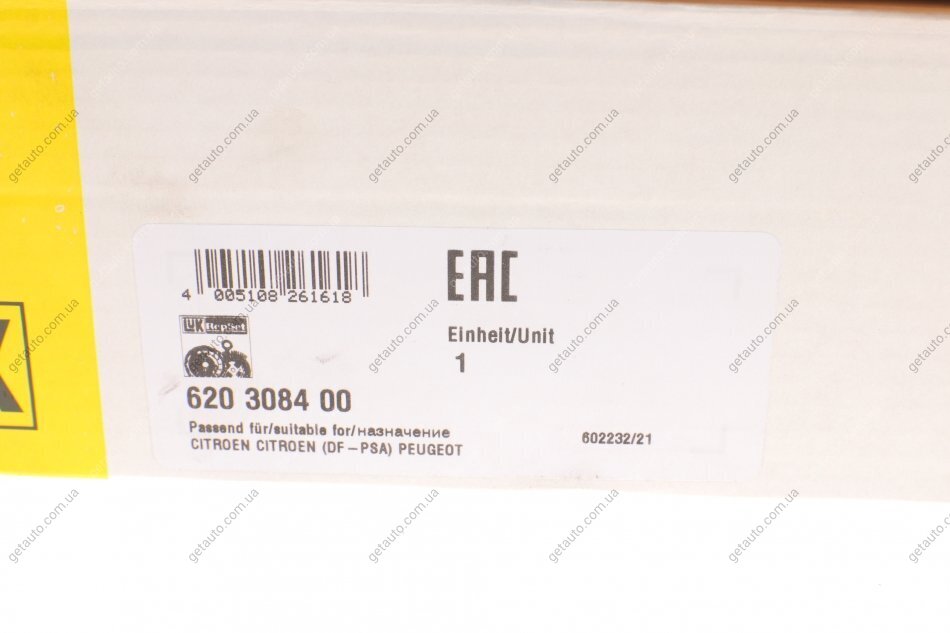 EAC
4 005108 261618
LUK RepSet
Einheit/Unit
1
620 3084 00
Passend für/suitable for/назначение
CITROEN CITROEN (DF-PSA) PEUGEOT
602232/21
getauto.com.ua